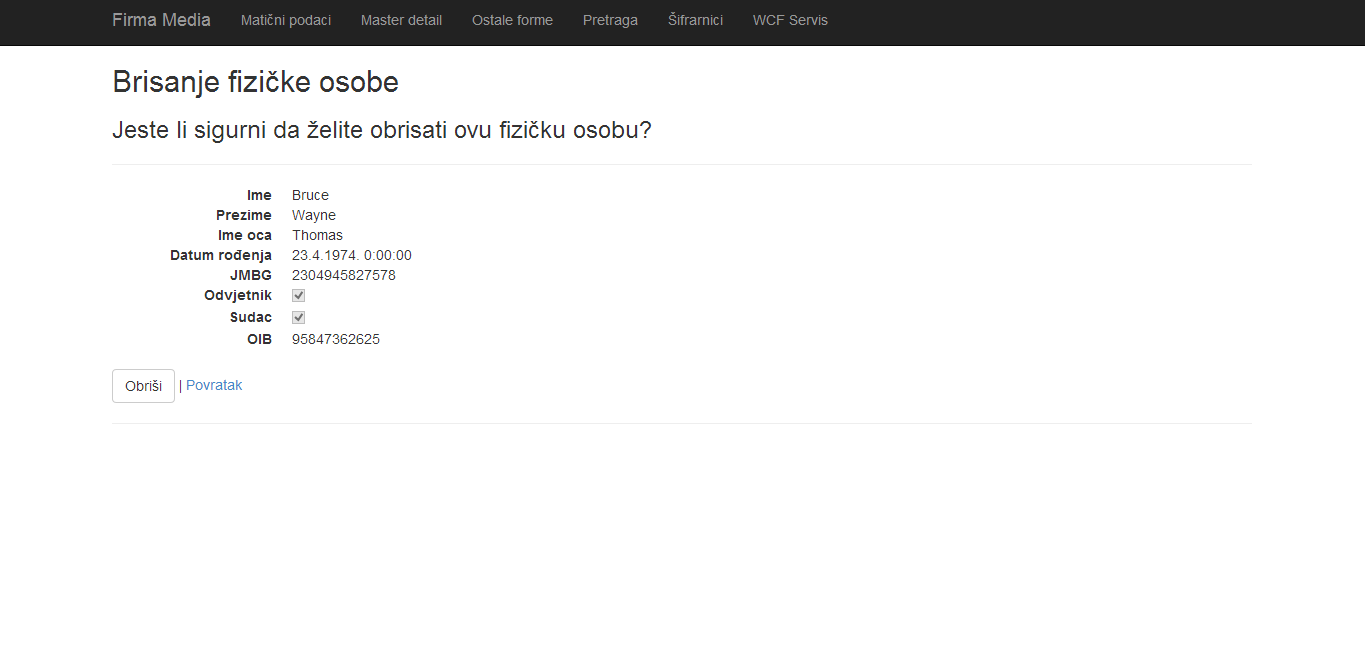 Firma Media Matični podaci Master detail Ostale forme Pretraga Šifrarnici WCF Servis
Brisanje fizičke osobe
Jeste li sigurni da želite obrisati ovu fizičku osobu?
Ime Bruce
Prezime Wayne
Ime oca Thomas
Datum rođenja 23.4.1974. 0:00:00
JMBG 2304945827578
Odvjetnik
Sudac
OIB 95847362625
Obriši | Povratak